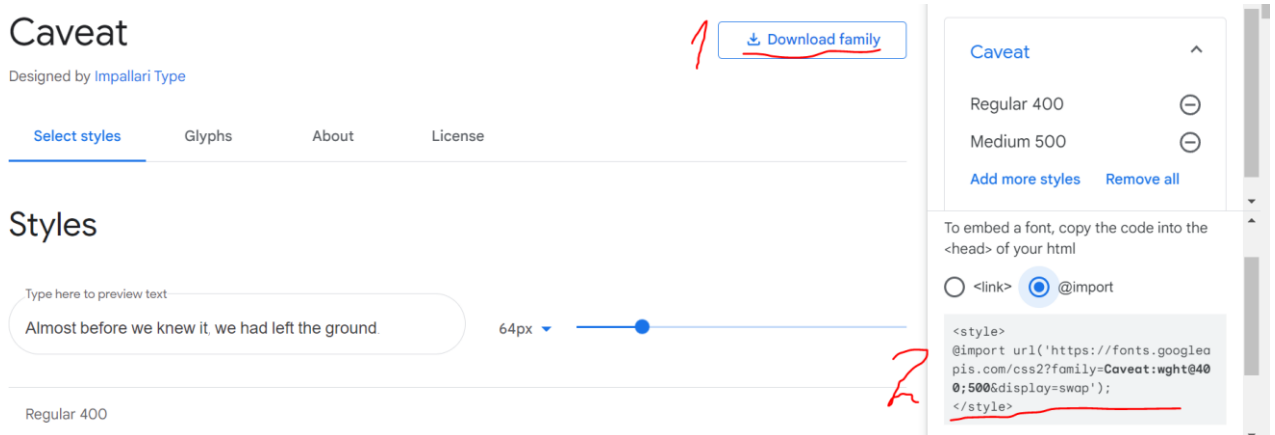 Caveat
1
Download family
Designed by Impallari Type
Select styles Glyphs About License
Styles
Type here to preview text
Almost before we knew it, we had left the ground.
64px
Regular 400
Caveat
Regular 400
Medium 500
Add more styles Remove all
To embed a font, copy the code into the
<head> of your html
<link> @import
2
<style>
@import url('https://fonts.googlea
pis.com/css2?family=Caveat:wght@40
0;500&display=swap');
</style>